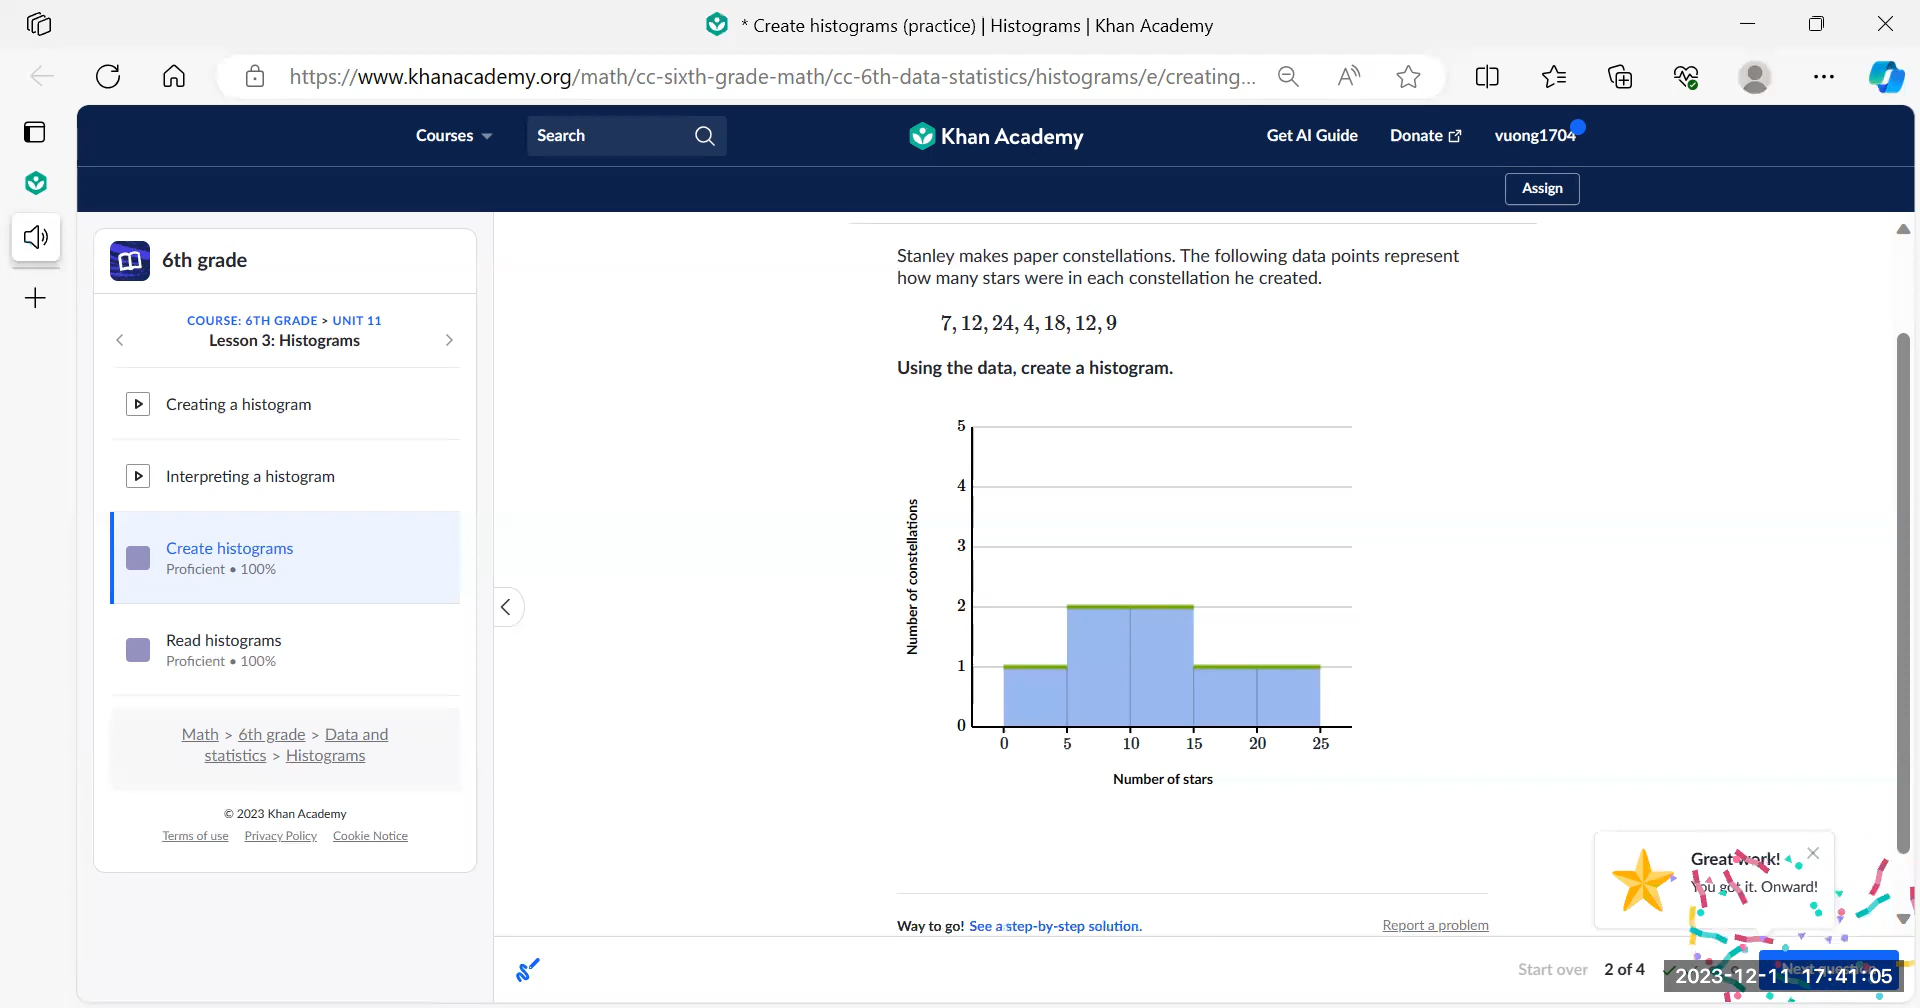 * Create histograms (practice) | Histograms | Khan Academy
https://www.khanacademy.org/math/cc-sixth-grade-math/cc-6th-data-statistics/histograms/e/creating...
Courses
Search
Khan Academy
Get AI Guide
Donate
vuong1704
Assign
6th grade
COURSE: 6TH GRADE > UNIT 11
Lesson 3: Histograms
Creating a histogram
Interpreting a histogram
Create histograms
Proficient • 100%
Read histograms
Proficient • 100%
Math > 6th grade > Data and
statistics > Histograms
© 2023 Khan Academy
Terms of use Privacy Policy Cookie Notice
Stanley makes paper constellations. The following data points represent
how many stars were in each constellation he created.
7, 12, 24, 4, 18, 12, 9
Using the data, create a histogram.
Number of constellations
5
4
3
2
1
0
0 5 10 15 20 25
Number of stars
Great work!
You got it. Onward!
Way to go! See a step-by-step solution.
Report a problem
Start over 2 of 4
2023-12-11 17:41:05